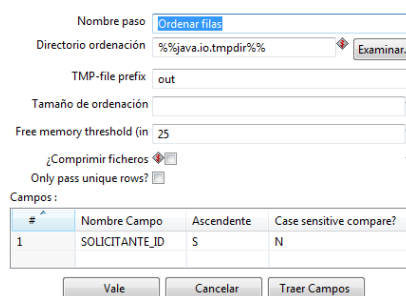 Nombre paso Ordenar filas
Directorio ordenación %%java.io.tmpdir%% Examinar.
TMP-file prefix out
Tamaño de ordenación
Free memory threshold (in 25
¿Comprimir ficheros
Only pass unique rows?
Campos :
# Nombre Campo Ascendente Case sensitive compare?
1 SOLICITANTE_ID S N
Vale Cancelar Traer Campos